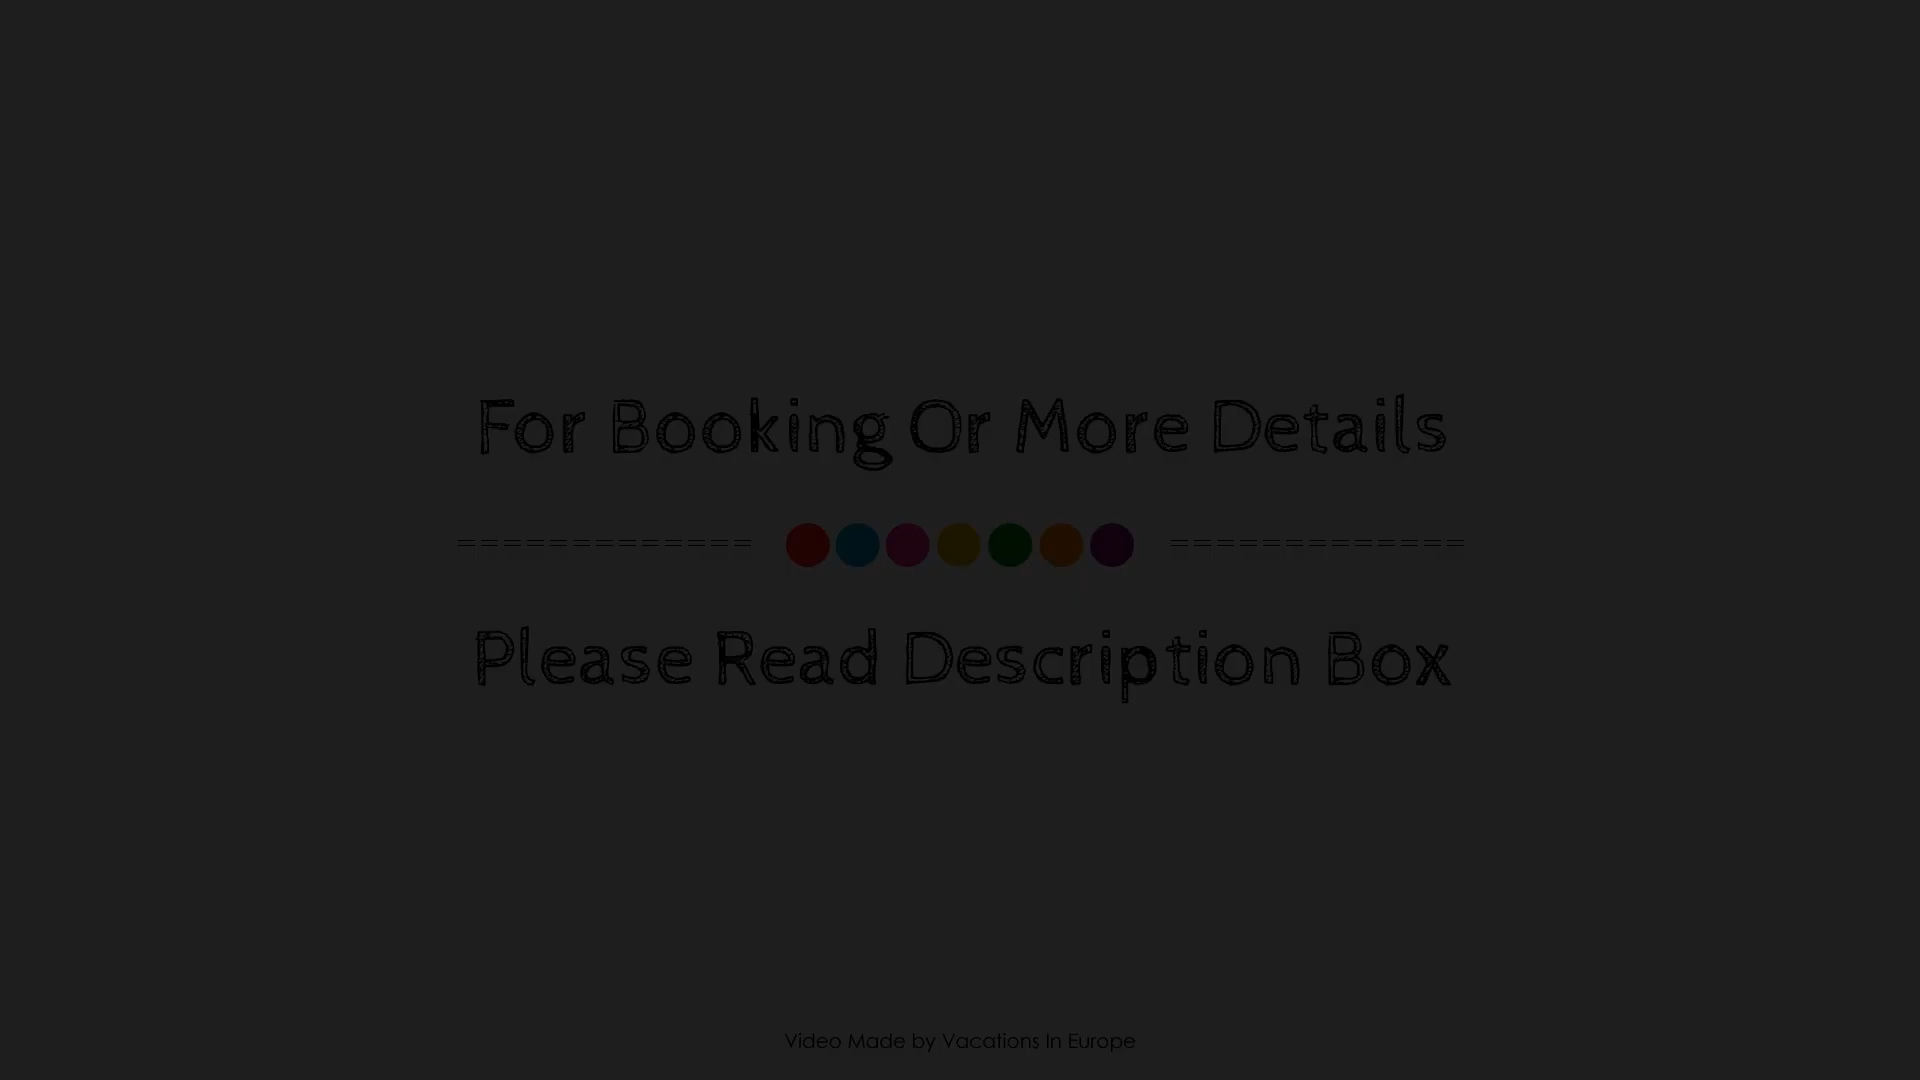 For Booking Or More Details
============= =============
Please Read Description Box
Video Made by Vacations In Europe